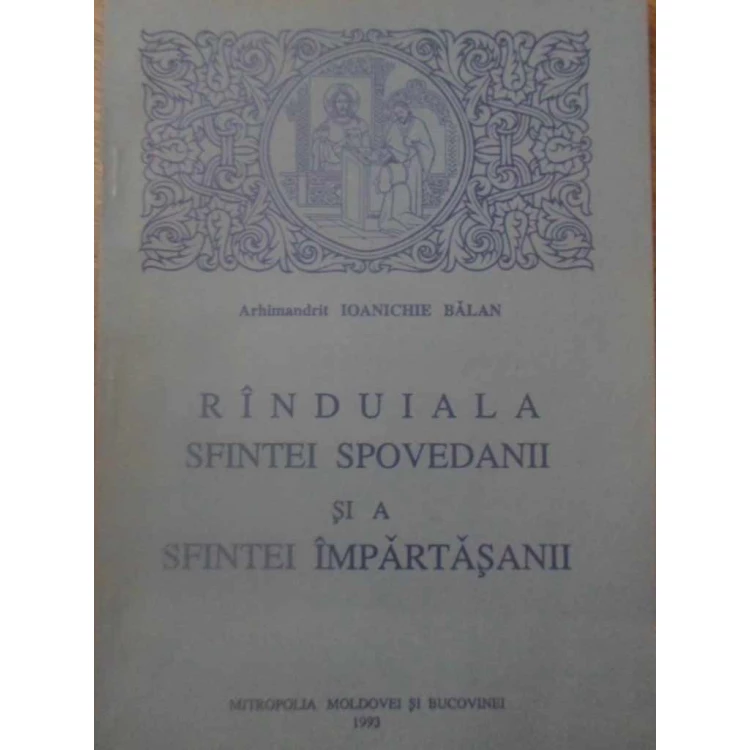 Arhimandrit IOANICHIE BĂLAN
RÎNDUIALA
SFINTEI SPOVEDANII
ŞI A
SFINTEI ÎMPĂRTĂŞANII
MITROPOLIA MOLDOVEI ŞI BUCOVINEI
1993